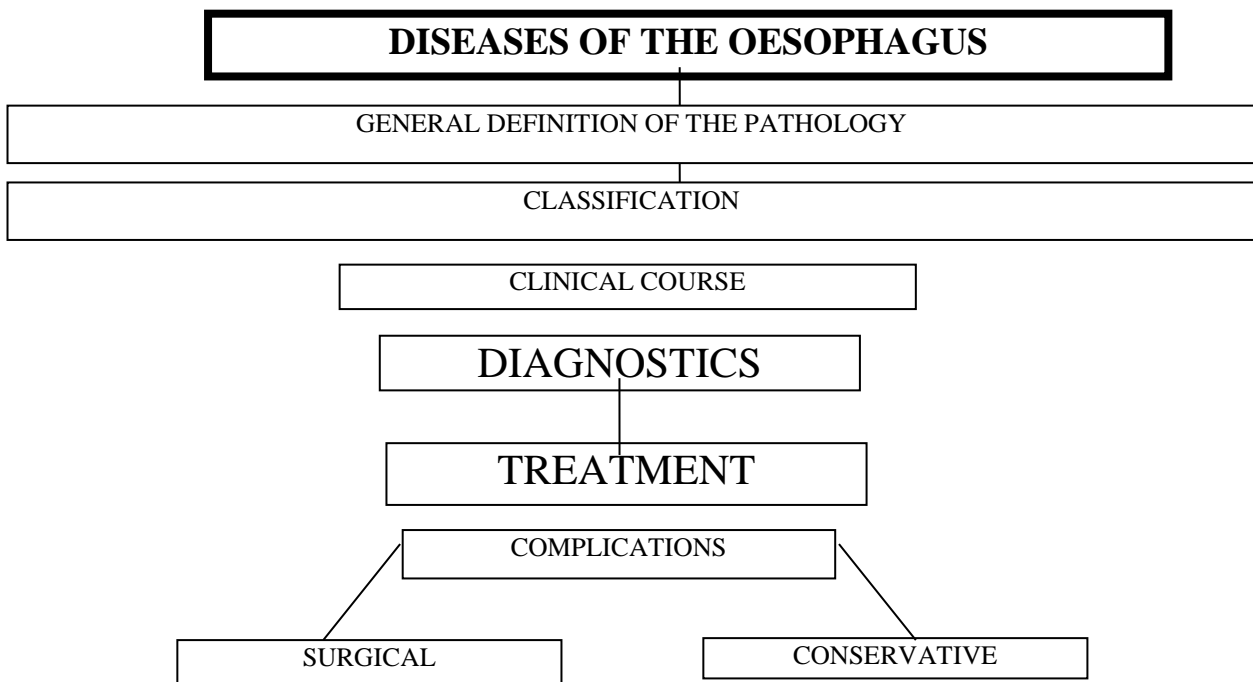 DISEASES OF THE OESOPHAGUS
GENERAL DEFINITION OF THE PATHOLOGY
CLASSIFICATION
CLINICAL COURSE
DIAGNOSTICS
TREATMENT
COMPLICATIONS
SURGICAL
CONSERVATIVE